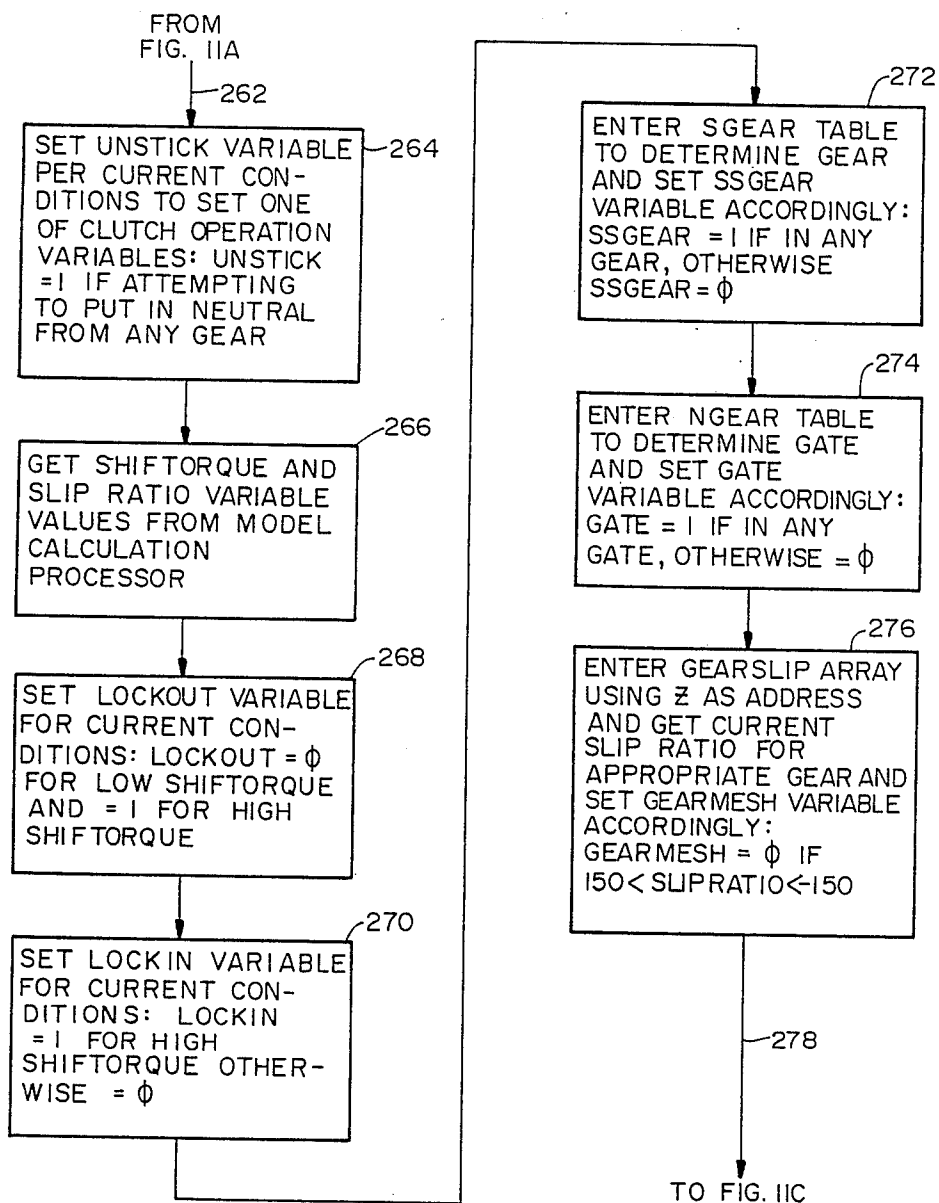 FROM
FIG. 11A
262
264
SET UNSTICK VARIABLE
PER CURRENT CON-
DITIONS TO SET ONE
OF CLUTCH OPERATION
VARIABLES: UNSTICK
=1 IF ATTEMPTING
TO PUT IN NEUTRAL
FROM ANY GEAR
266
GET SHIFTORQUE AND
SLIP RATIO VARIABLE
VALUES FROM MODEL
CALCULATION
PROCESSOR
268
SET LOCKOUT VARIABLE
FOR CURRENT CON-
DITIONS: LOCKOUT = ϕ
FOR LOW SHIFTORQUE
AND = 1 FOR HIGH
SHIFTORQUE
270
SET LOCKIN VARIABLE
FOR CURRENT CON-
DITIONS: LOCKIN
= 1 FOR HIGH
SHIFTORQUE OTHER-
WISE = ϕ
272
ENTER SGEAR TABLE
TO DETERMINE GEAR
AND SET SSGEAR
VARIABLE ACCORDINGLY:
SSGEAR = 1 IF IN ANY
GEAR, OTHERWISE
SSGEAR = ϕ
274
ENTER NGEAR TABLE
TO DETERMINE GATE
AND SET GATE
VARIABLE ACCORDINGLY:
GATE = 1 IF IN ANY
GATE, OTHERWISE = ϕ
276
ENTER GEARSLIP ARRAY
USING Ƶ AS ADDRESS
AND GET CURRENT
SLIP RATIO FOR
APPROPRIATE GEAR AND
SET GEARMESH VARIABLE
ACCORDINGLY:
GEARMESH = ϕ IF
150<SLIPRATIO<-150
278
TO FIG. 11C